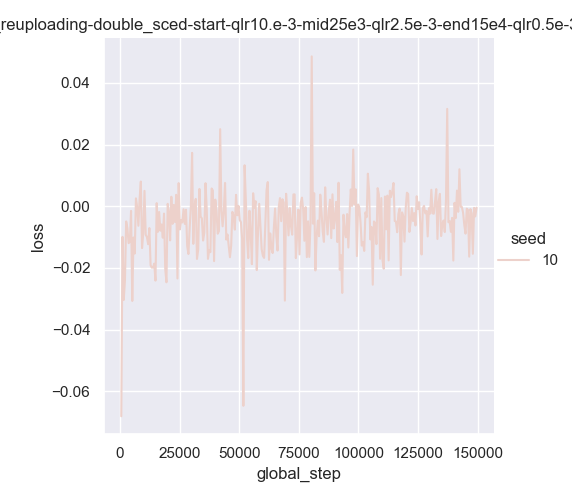 _reuploading-double_sced-start-qlr10.e-3-mid25e3-qlr2.5e-3-end15e4-qlr0.5e-3
0.04
0.02
0.00
−0.02
−0.04
−0.06
loss
0 25000 50000 75000 100000 125000 150000
global_step
seed
10